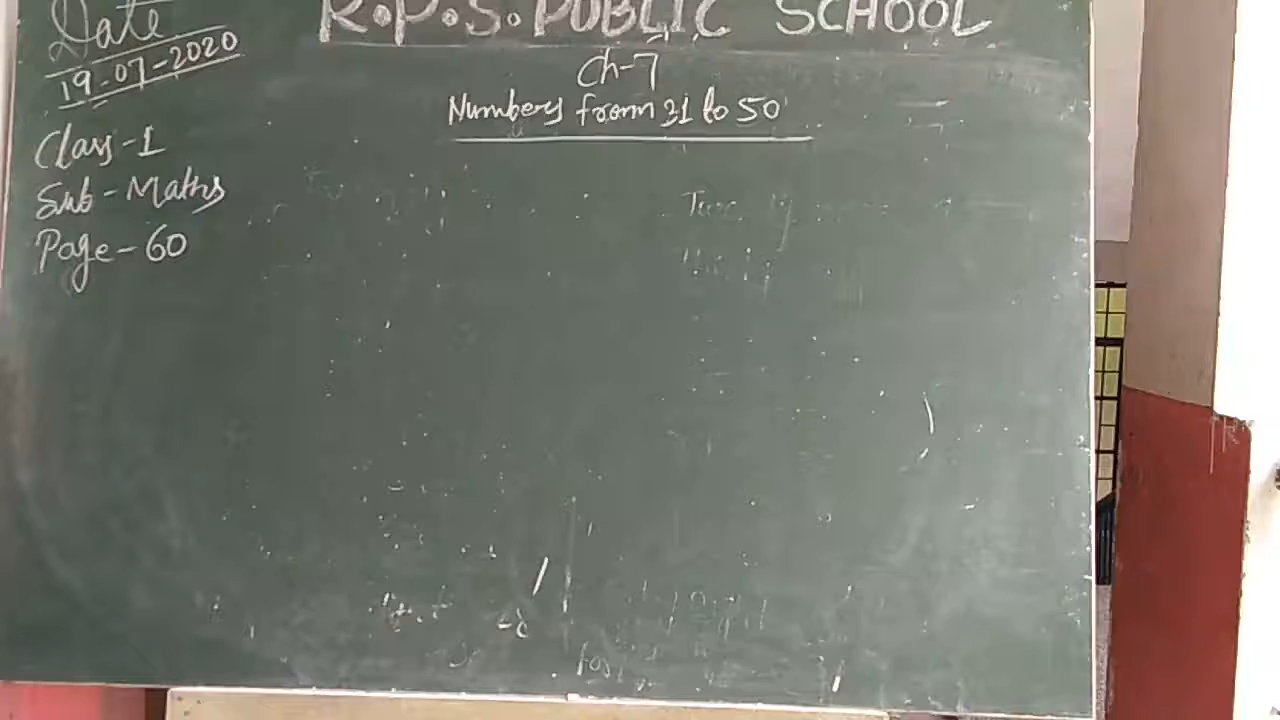 R.P.S. PUBLIC SCHOOL
Date
19-07-2020
Ch-7
Numbers from 31 to 50
Class-1
Sub-Maths
Page-60